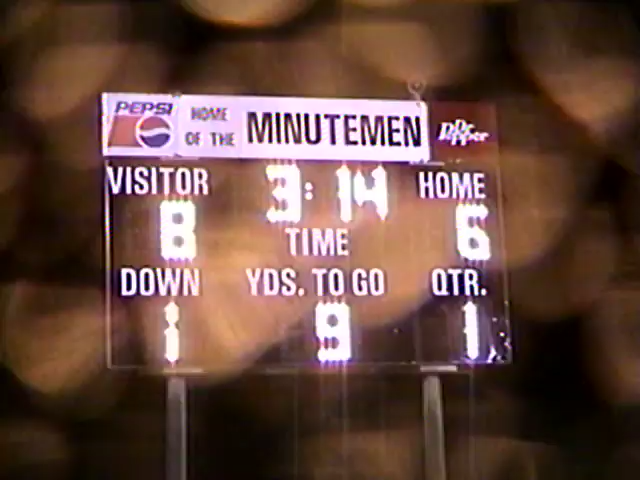 PEPSI HOME OF THE MINUTEMEN Dr Pepper
VISITOR 3:14 HOME
8 TIME 6
DOWN YDS. TO GO QTR.
1 9 1